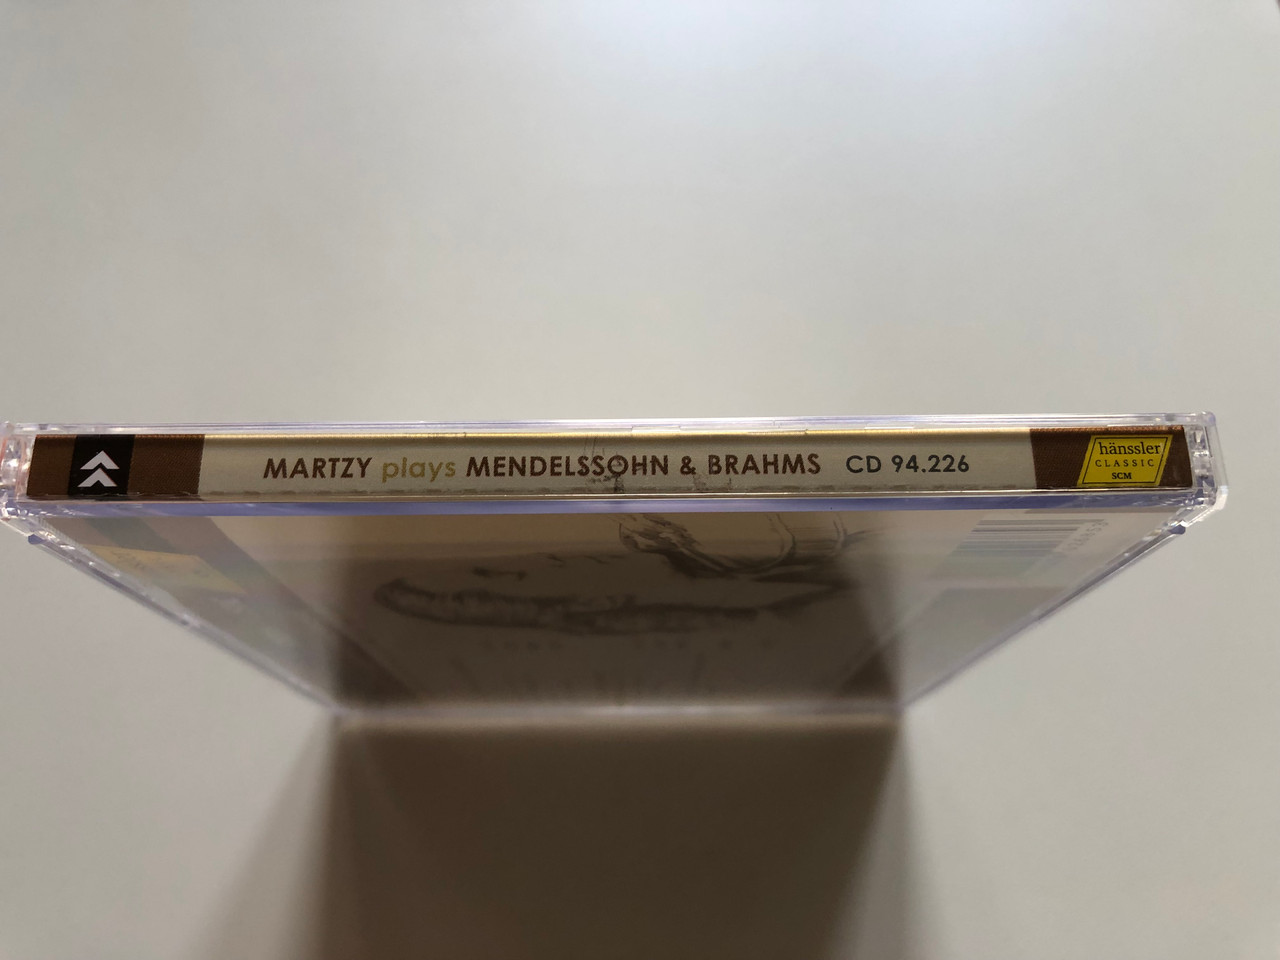 MARTZY plays MENDELSSOHN & BRAHMS CD 94.226
hänssler
CLASSIC
SCM